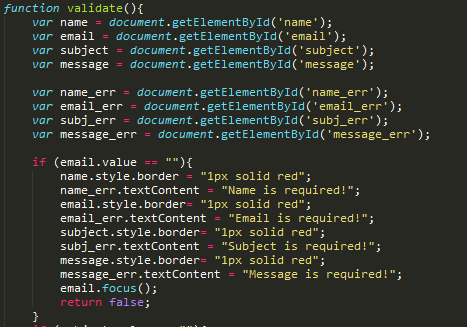 function validate(){
var name = document.getElementById('name');
var email = document.getElementById('email');
var subject = document.getElementById('subject');
var message = document.getElementById('message');
var name_err = document.getElementById('name_err');
var email_err = document.getElementById('email_err');
var subj_err = document.getElementById('subj_err');
var message_err = document.getElementById('message_err');
if (email.value == ""){
name.style.border = "1px solid red";
name_err.textContent = "Name is required!";
email.style.border= "1px solid red";
email_err.textContent = "Email is required!";
subject.style.border= "1px solid red";
subj_err.textContent = "Subject is required!";
message.style.border= "1px solid red";
message_err.textContent = "Message is required!";
email.focus();
return false;
}